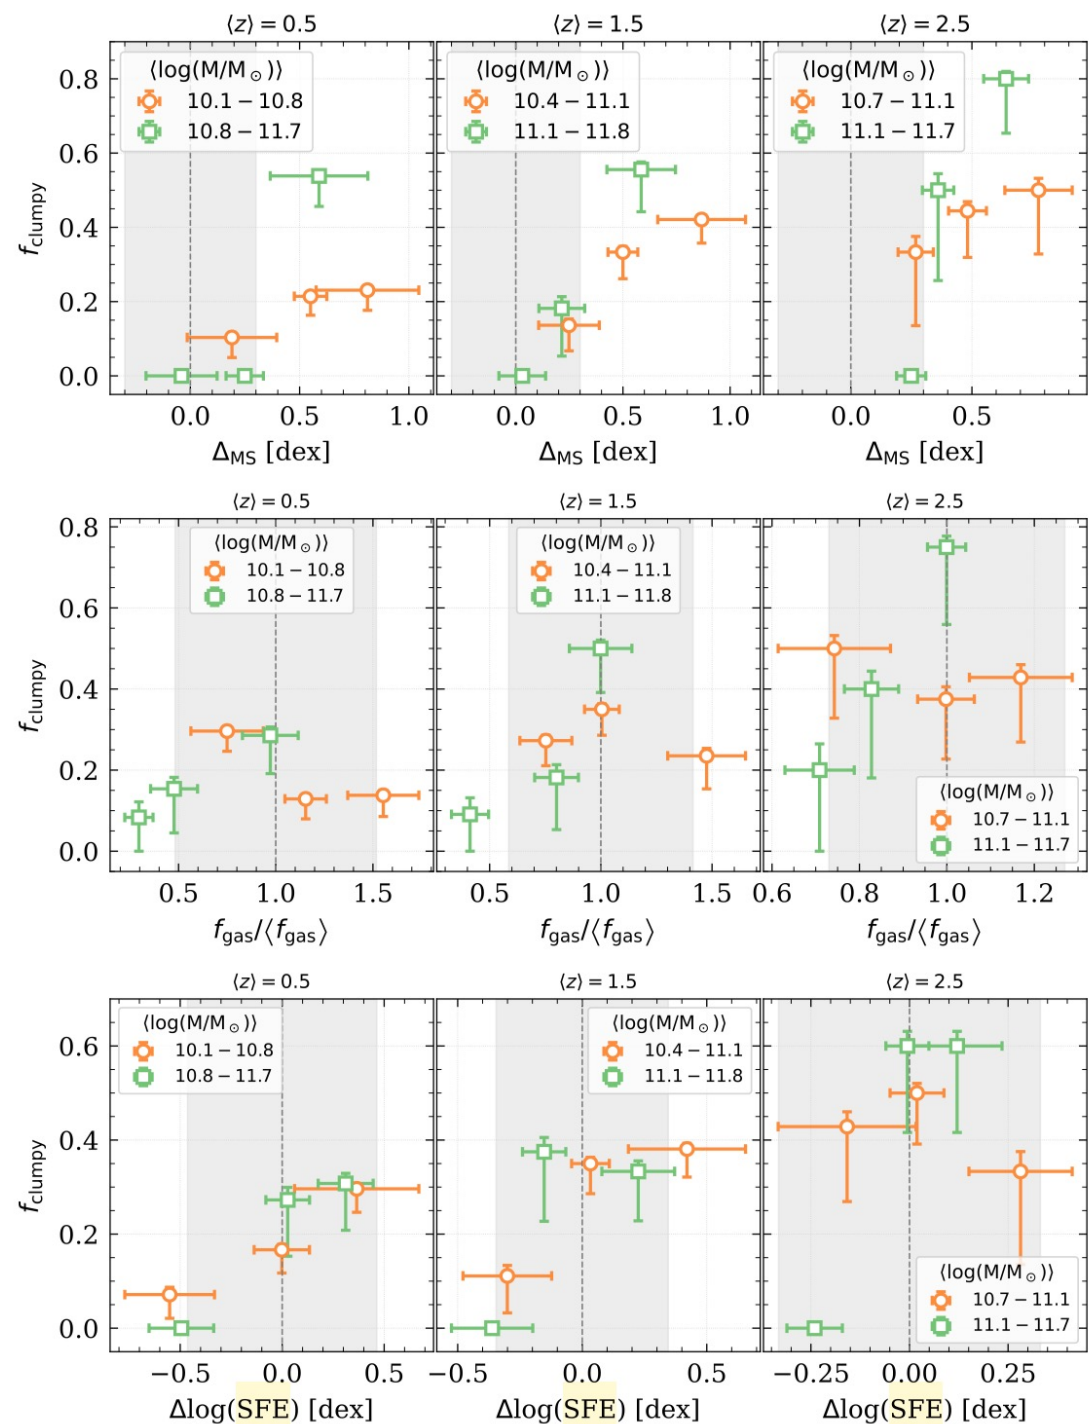 ⟨z⟩ = 0.5 ⟨z⟩ = 1.5 ⟨z⟩ = 2.5
⟨log(M/M⊙)⟩ ⟨log(M/M⊙)⟩ ⟨log(M/M⊙)⟩
10.1 − 10.8 10.4 − 11.1 10.7 − 11.1
10.8 − 11.7 11.1 − 11.8 11.1 − 11.7
0.8
0.6
0.4
0.2
0.0
f_clumpy
0.0 0.5 1.0 0.0 0.5 1.0 0.0 0.5
Δ_MS [dex] Δ_MS [dex] Δ_MS [dex]
⟨z⟩ = 0.5 ⟨z⟩ = 1.5 ⟨z⟩ = 2.5
⟨log(M/M⊙)⟩ ⟨log(M/M⊙)⟩
10.1 − 10.8 10.4 − 11.1
10.8 − 11.7 11.1 − 11.8
0.8
0.6
0.4
0.2
0.0
f_clumpy
⟨log(M/M⊙)⟩
10.7 − 11.1
11.1 − 11.7
0.5 1.0 1.5 0.5 1.0 1.5 0.6 0.8 1.0 1.2
f_gas/⟨f_gas⟩ f_gas/⟨f_gas⟩ f_gas/⟨f_gas⟩
⟨z⟩ = 0.5 ⟨z⟩ = 1.5 ⟨z⟩ = 2.5
⟨log(M/M⊙)⟩ ⟨log(M/M⊙)⟩
10.1 − 10.8 10.4 − 11.1
10.8 − 11.7 11.1 − 11.8
0.6
0.4
0.2
0.0
f_clumpy
⟨log(M/M⊙)⟩
10.7 − 11.1
11.1 − 11.7
−0.5 0.0 0.5 −0.5 0.0 0.5 −0.25 0.00 0.25
Δlog(SFE) [dex] Δlog(SFE) [dex] Δlog(SFE) [dex]